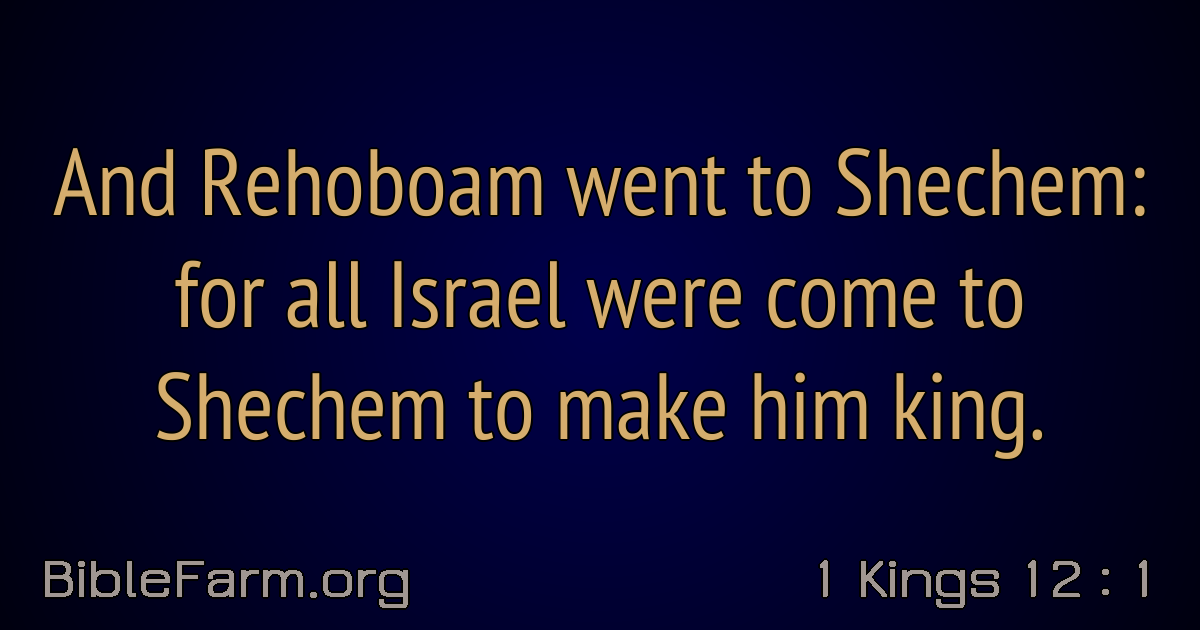 And Rehoboam went to Shechem:
for all Israel were come to
Shechem to make him king.
BibleFarm.org
1 Kings 12 : 1